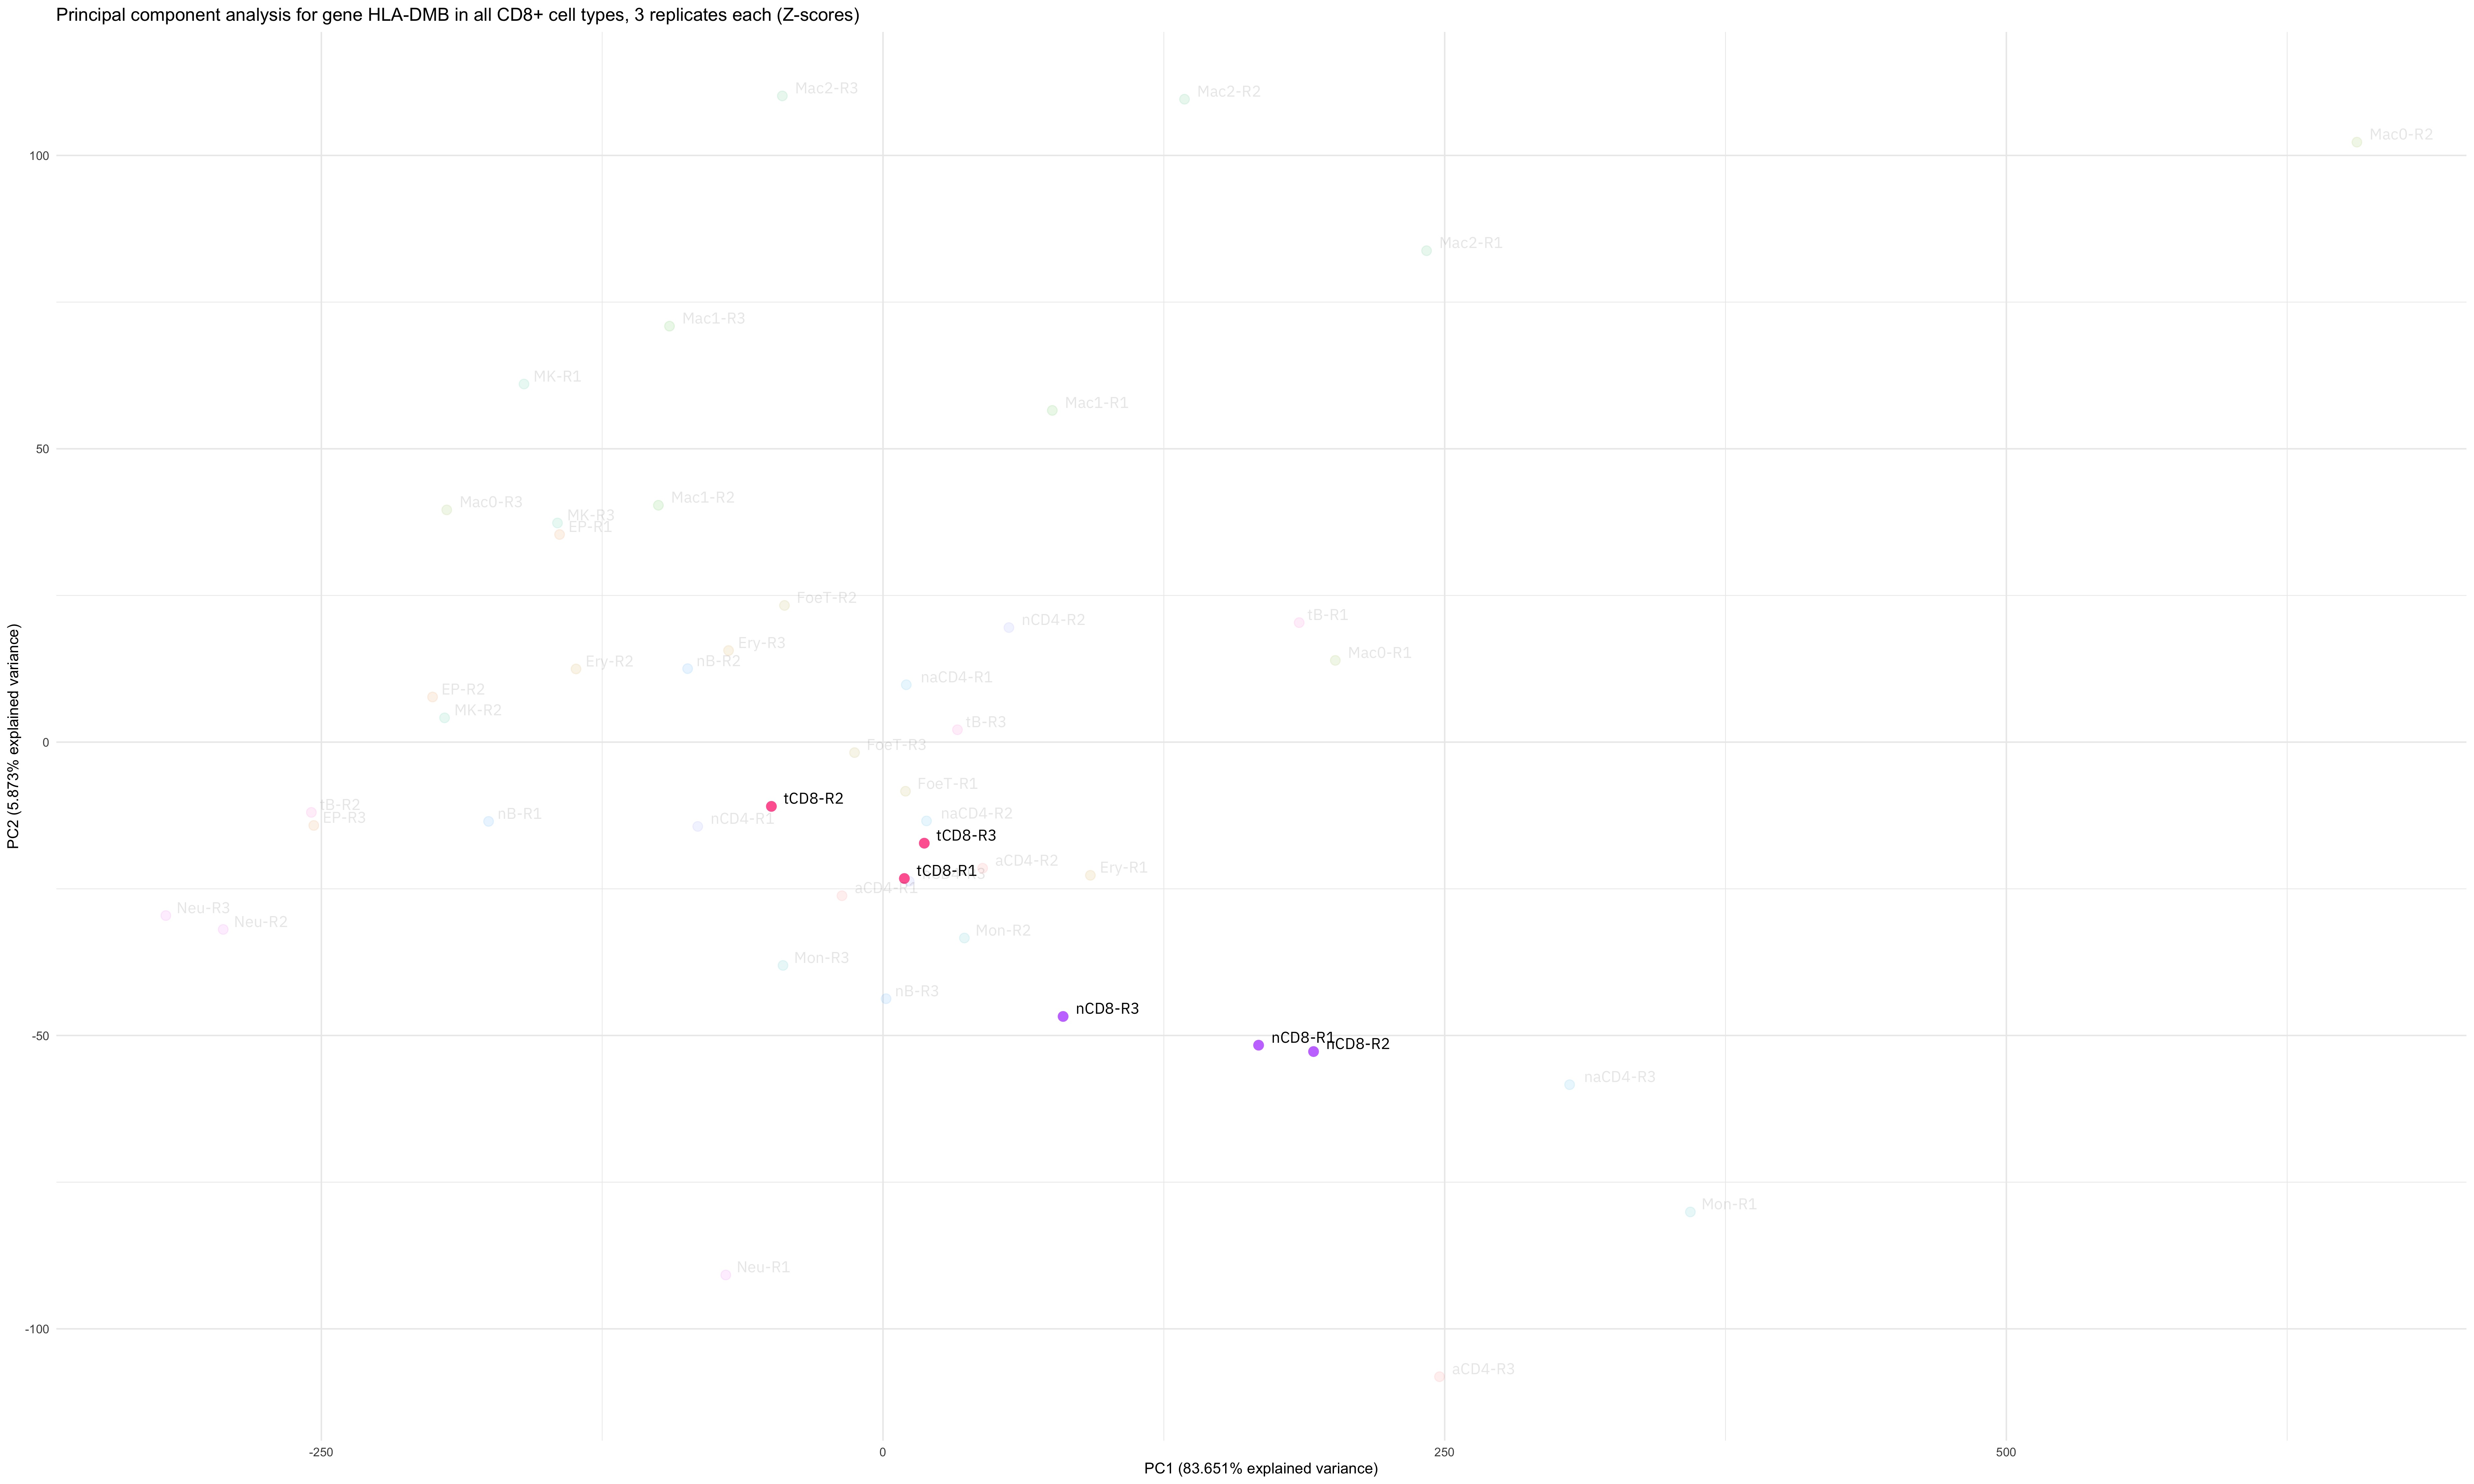 Principal component analysis for gene HLA-DMB in all CD8+ cell types, 3 replicates each (Z-scores)
Mac2-R3
Mac2-R2
Mac0-R2
100
Mac2-R1
Mac1-R3
MK-R1
Mac1-R1
50
Mac0-R3
Mac1-R2
MK-R3
EP-R1
FoeT-R2
nCD4-R2
tB-R1
Ery-R3
Ery-R2
nB-R2
Mac0-R1
naCD4-R1
EP-R2
MK-R2
tB-R3
0
FoeT-R3
FoeT-R1
tCD8-R2
tB-R2
EP-R3
nB-R1
nCD4-R1
naCD4-R2
tCD8-R3
aCD4-R2
Ery-R1
tCD8-R1
aCD4-R1
Neu-R3
Neu-R2
Mon-R2
Mon-R3
nB-R3
nCD8-R3
-50
nCD8-R1
nCD8-R2
naCD4-R3
Mon-R1
Neu-R1
-100
aCD4-R3
-250
0
250
500
PC1 (83.651% explained variance)
PC2 (5.873% explained variance)